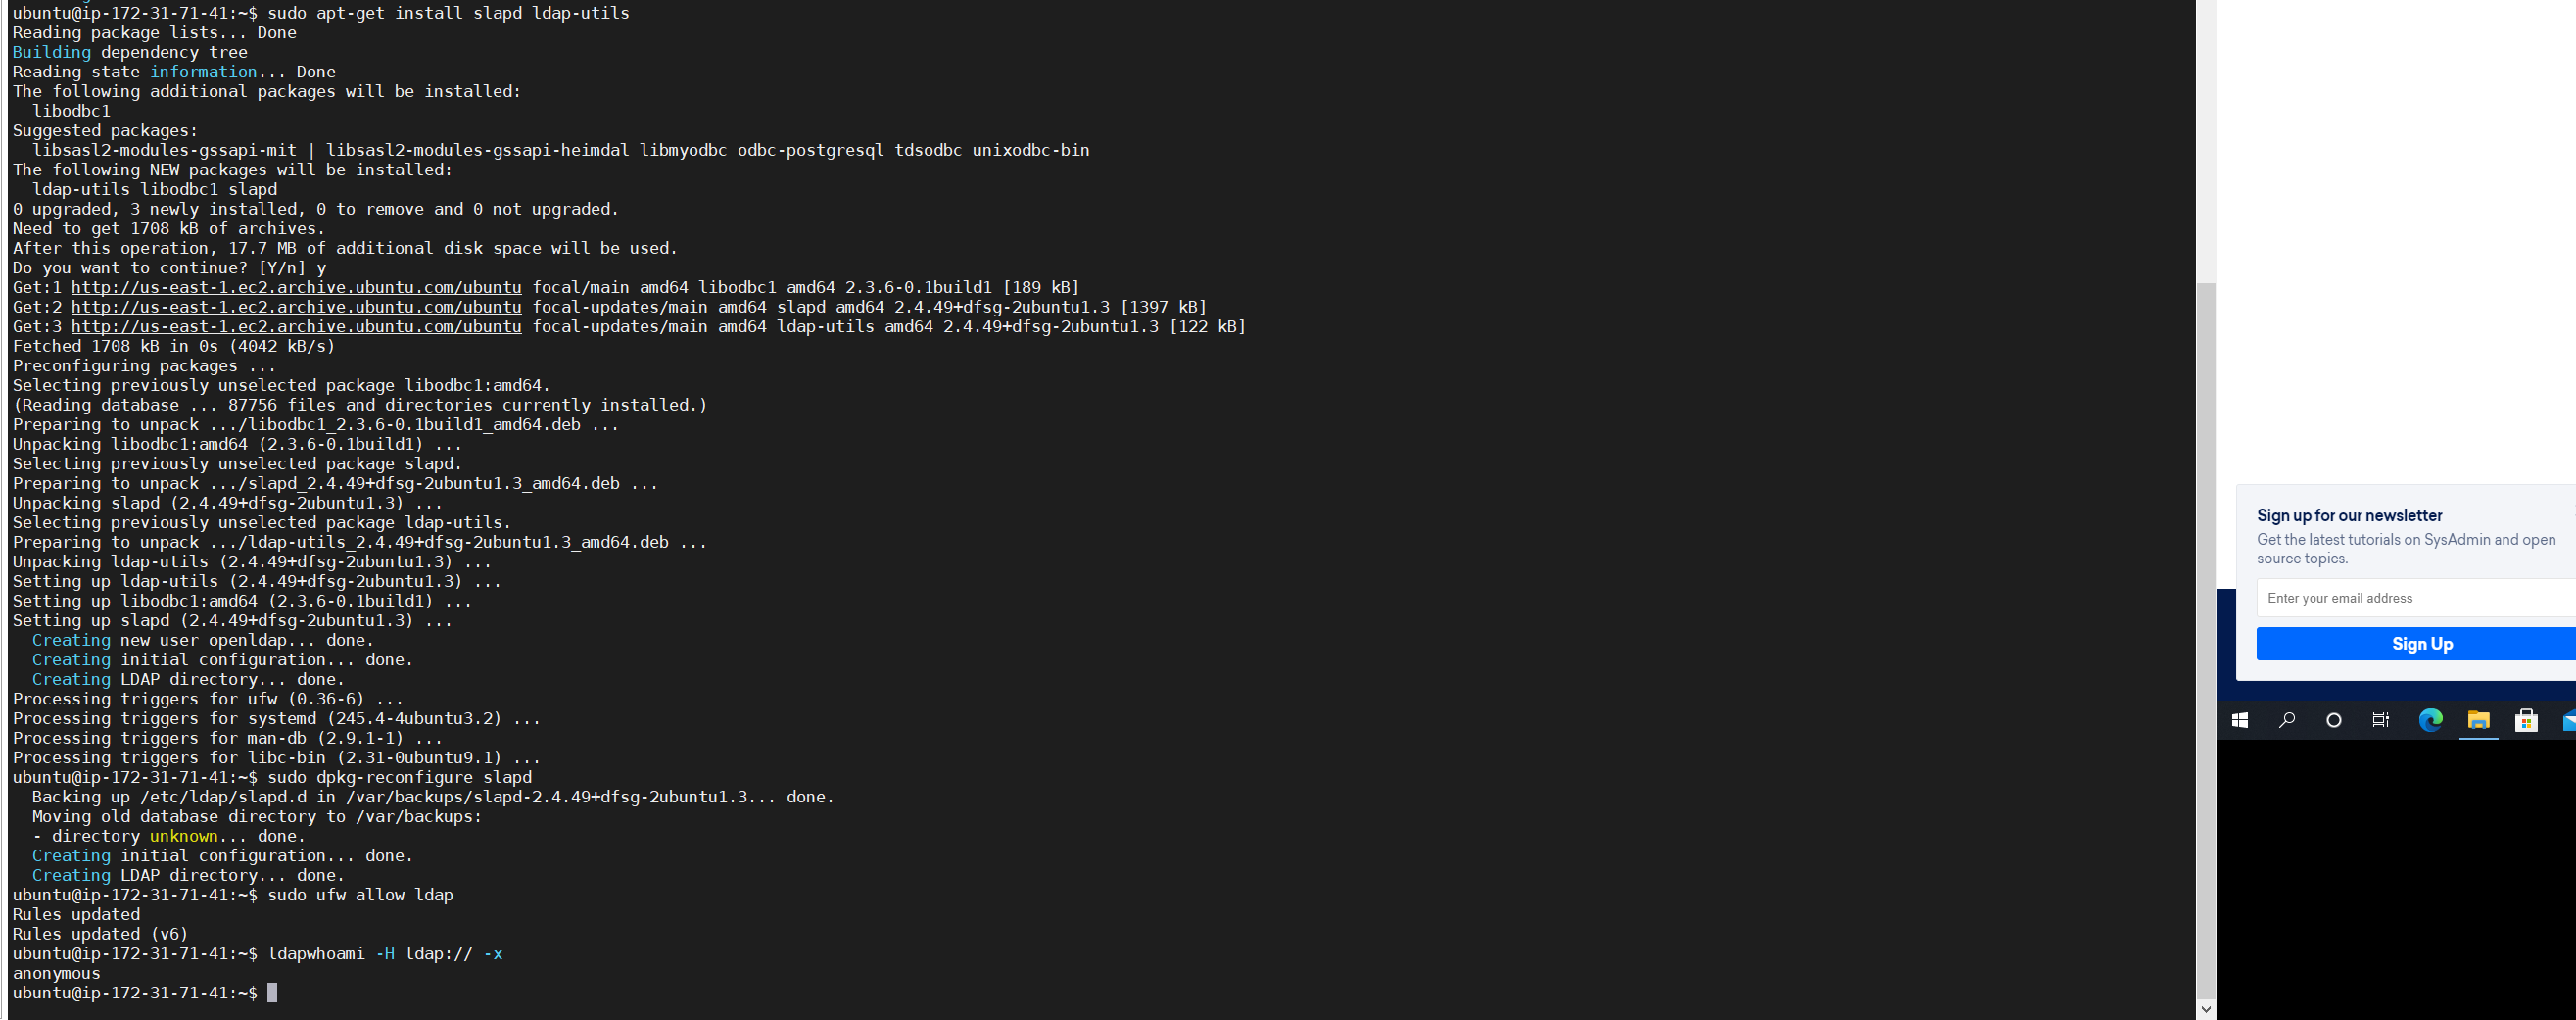 ubuntu@ip-172-31-71-41:~$ sudo apt-get install slapd ldap-utils
Reading package lists... Done
Building dependency tree
Reading state information... Done
The following additional packages will be installed:
  libodbc1
Suggested packages:
  libsasl2-modules-gssapi-mit | libsasl2-modules-gssapi-heimdal libmyodbc odbc-postgresql tdsodbc unixodbc-bin
The following NEW packages will be installed:
  ldap-utils libodbc1 slapd
0 upgraded, 3 newly installed, 0 to remove and 0 not upgraded.
Need to get 1708 kB of archives.
After this operation, 17.7 MB of additional disk space will be used.
Do you want to continue? [Y/n] y
Get:1 http://us-east-1.ec2.archive.ubuntu.com/ubuntu focal/main amd64 libodbc1 amd64 2.3.6-0.1build1 [189 kB]
Get:2 http://us-east-1.ec2.archive.ubuntu.com/ubuntu focal-updates/main amd64 slapd amd64 2.4.49+dfsg-2ubuntu1.3 [1397 kB]
Get:3 http://us-east-1.ec2.archive.ubuntu.com/ubuntu focal-updates/main amd64 ldap-utils amd64 2.4.49+dfsg-2ubuntu1.3 [122 kB]
Fetched 1708 kB in 0s (4042 kB/s)
Preconfiguring packages ...
Selecting previously unselected package libodbc1:amd64.
(Reading database ... 87756 files and directories currently installed.)
Preparing to unpack .../libodbc1_2.3.6-0.1build1_amd64.deb ...
Unpacking libodbc1:amd64 (2.3.6-0.1build1) ...
Selecting previously unselected package slapd.
Preparing to unpack .../slapd_2.4.49+dfsg-2ubuntu1.3_amd64.deb ...
Unpacking slapd (2.4.49+dfsg-2ubuntu1.3) ...
Selecting previously unselected package ldap-utils.
Preparing to unpack .../ldap-utils_2.4.49+dfsg-2ubuntu1.3_amd64.deb ...
Unpacking ldap-utils (2.4.49+dfsg-2ubuntu1.3) ...
Setting up ldap-utils (2.4.49+dfsg-2ubuntu1.3) ...
Setting up libodbc1:amd64 (2.3.6-0.1build1) ...
Setting up slapd (2.4.49+dfsg-2ubuntu1.3) ...
  Creating new user openldap... done.
  Creating initial configuration... done.
  Creating LDAP directory... done.
Processing triggers for ufw (0.36-6) ...
Processing triggers for systemd (245.4-4ubuntu3.2) ...
Processing triggers for man-db (2.9.1-1) ...
Processing triggers for libc-bin (2.31-0ubuntu9.1) ...
ubuntu@ip-172-31-71-41:~$ sudo dpkg-reconfigure slapd
  Backing up /etc/ldap/slapd.d in /var/backups/slapd-2.4.49+dfsg-2ubuntu1.3... done.
  Moving old database directory to /var/backups:
  - directory unknown... done.
  Creating initial configuration... done.
  Creating LDAP directory... done.
ubuntu@ip-172-31-71-41:~$ sudo ufw allow ldap
Rules updated
Rules updated (v6)
ubuntu@ip-172-31-71-41:~$ ldapwhoami -H ldap:// -x
anonymous
ubuntu@ip-172-31-71-41:~$
Sign up for our newsletter
Get the latest tutorials on SysAdmin and open
source topics.
Enter your email address
Sign Up